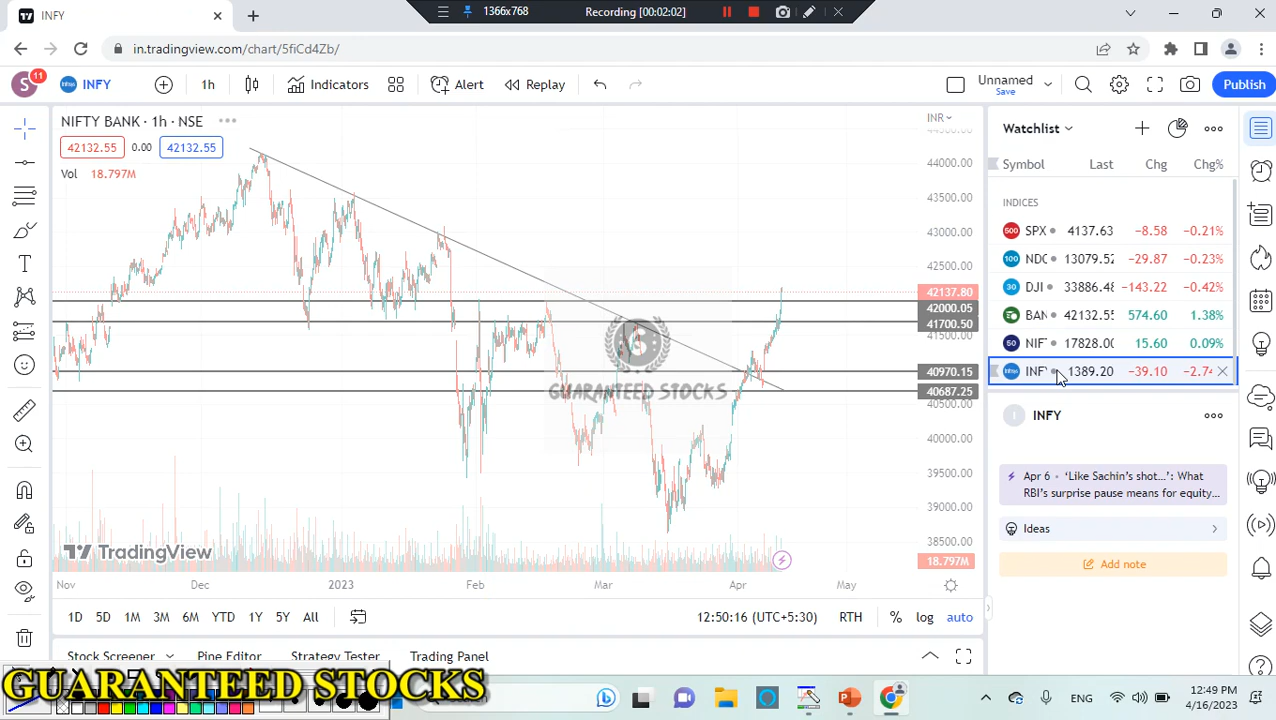 INFY
1366x768
Recording [00:02:02]
in.tradingview.com/chart/5fiCd4Zb/
S
11
INFY
1h
Indicators
Alert
Replay
Unnamed
Save
Publish
NIFTY BANK · 1h · NSE
42132.55
0.00
42132.55
Vol
18.797M
INR
44000.00
43500.00
43000.00
42500.00
42137.80
42000.05
41700.50
41500.00
40970.15
40687.25
40500.00
40000.00
39500.00
39000.00
38500.00
18.797M
GUARANTEED STOCKS
TradingView
Nov
Dec
2023
Feb
Mar
Apr
May
1D
5D
1M
3M
6M
YTD
1Y
5Y
All
12:50:16 (UTC+5:30)
RTH
%
log
auto
Stock Screener
Pine Editor
Strategy Tester
Trading Panel
Watchlist
Symbol Last Chg Chg%
INDICES
500 SPX 4137.63 −8.58 −0.21%
100 NDC 13079.52 −29.87 −0.23%
30 DJI 33886.48 −143.22 −0.42%
BAN 42132.55 574.60 1.38%
50 NIF 17828.00 15.60 0.09%
INFY 1389.20 −39.10 −2.74
I
INFY
Apr 6 · ‘Like Sachin's shot…': What
RBI's surprise pause means for equity…
Ideas
Add note
GUARANTEED STOCKS
ENG
12:49 PM
4/16/2023